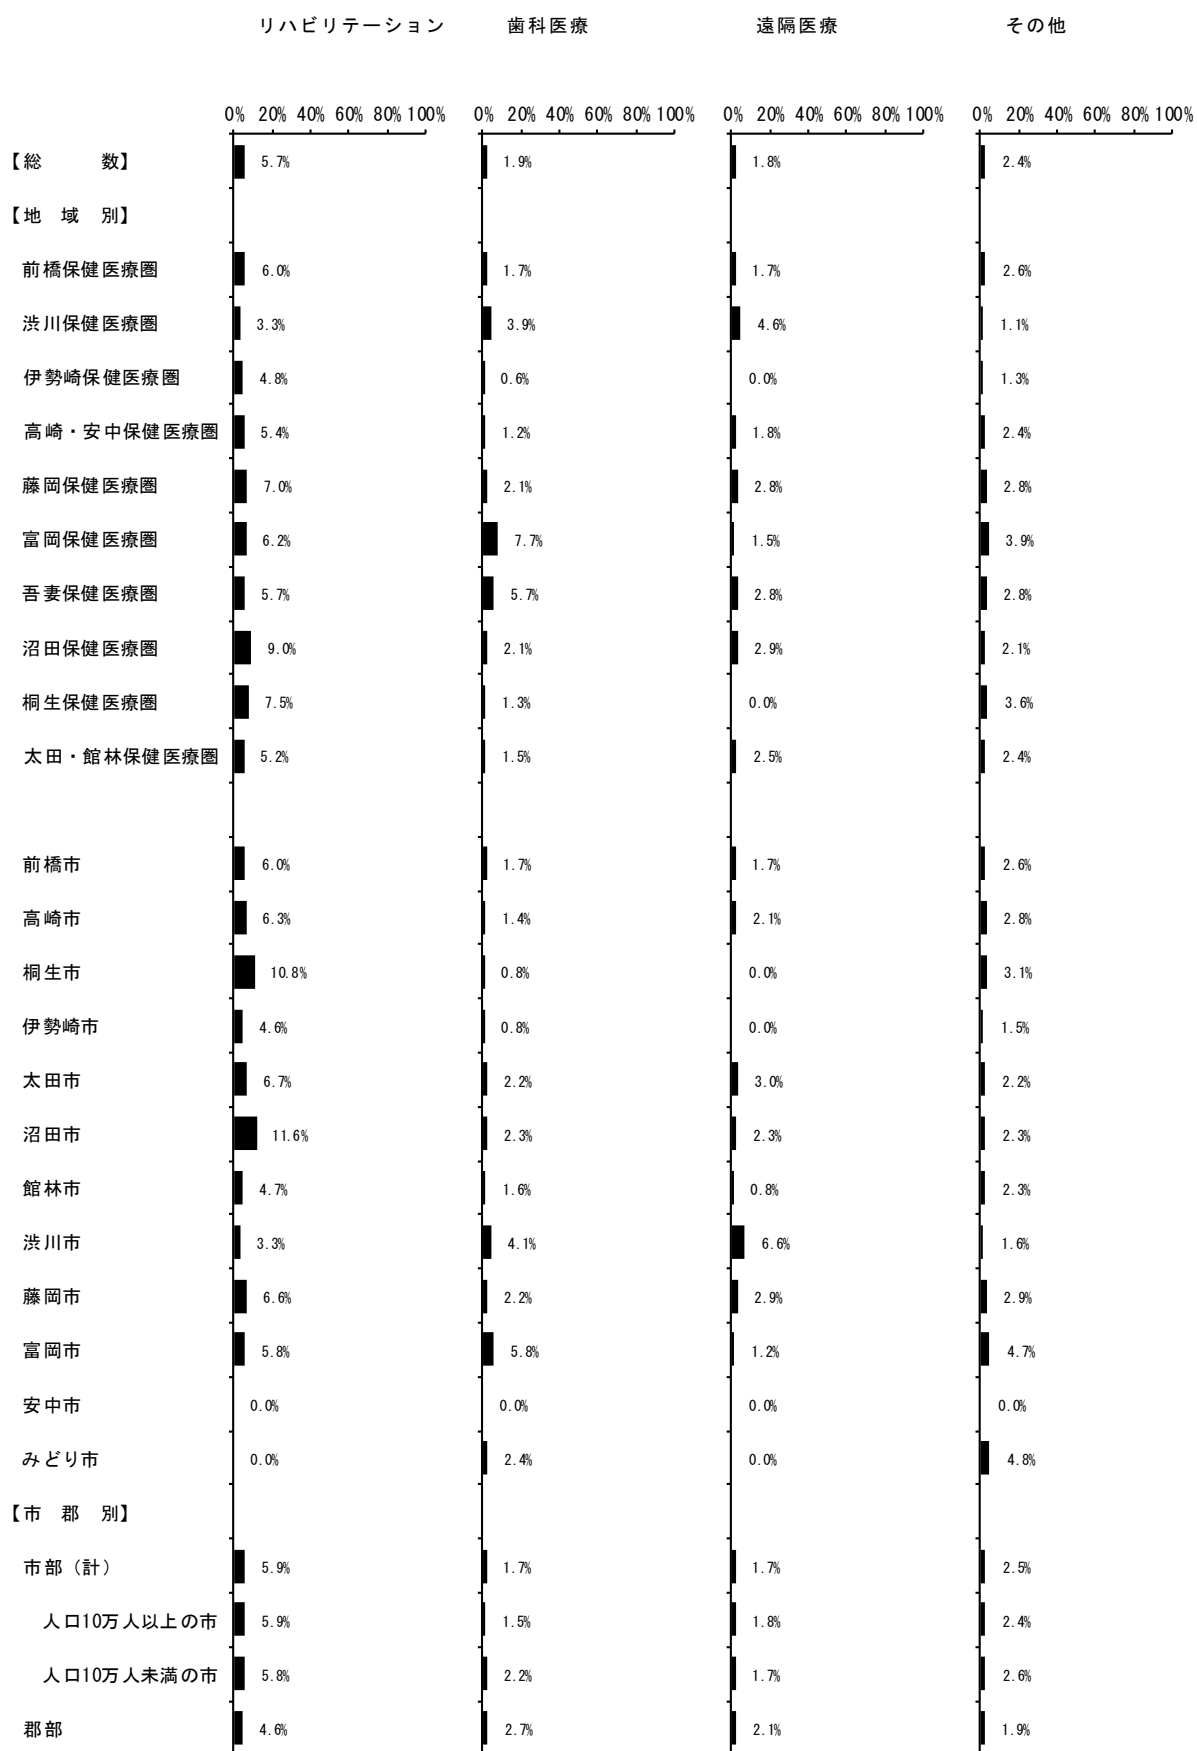 リハビリテーション 歯科医療 遠隔医療 その他
0% 20% 40% 60% 80% 100% 0% 20% 40% 60% 80% 100% 0% 20% 40% 60% 80% 100% 0% 20% 40% 60% 80% 100%
【総　　数】 5.7% 1.9% 1.8% 2.4%
【地　域　別】
前橋保健医療圏 6.0% 1.7% 1.7% 2.6%
渋川保健医療圏 3.3% 3.9% 4.6% 1.1%
伊勢崎保健医療圏 4.8% 0.6% 0.0% 1.3%
高崎・安中保健医療圏 5.4% 1.2% 1.8% 2.4%
藤岡保健医療圏 7.0% 2.1% 2.8% 2.8%
富岡保健医療圏 6.2% 7.7% 1.5% 3.9%
吾妻保健医療圏 5.7% 5.7% 2.8% 2.8%
沼田保健医療圏 9.0% 2.1% 2.9% 2.1%
桐生保健医療圏 7.5% 1.3% 0.0% 3.6%
太田・館林保健医療圏 5.2% 1.5% 2.5% 2.4%
前橋市 6.0% 1.7% 1.7% 2.6%
高崎市 6.3% 1.4% 2.1% 2.8%
桐生市 10.8% 0.8% 0.0% 3.1%
伊勢崎市 4.6% 0.8% 0.0% 1.5%
太田市 6.7% 2.2% 3.0% 2.2%
沼田市 11.6% 2.3% 2.3% 2.3%
館林市 4.7% 1.6% 0.8% 2.3%
渋川市 3.3% 4.1% 6.6% 1.6%
藤岡市 6.6% 2.2% 2.9% 2.9%
富岡市 5.8% 5.8% 1.2% 4.7%
安中市 0.0% 0.0% 0.0% 0.0%
みどり市 0.0% 2.4% 0.0% 4.8%
【市　郡　別】
市部（計） 5.9% 1.7% 1.7% 2.5%
人口10万人以上の市 5.9% 1.5% 1.8% 2.4%
人口10万人未満の市 5.8% 2.2% 1.7% 2.6%
郡部 4.6% 2.7% 2.1% 1.9%